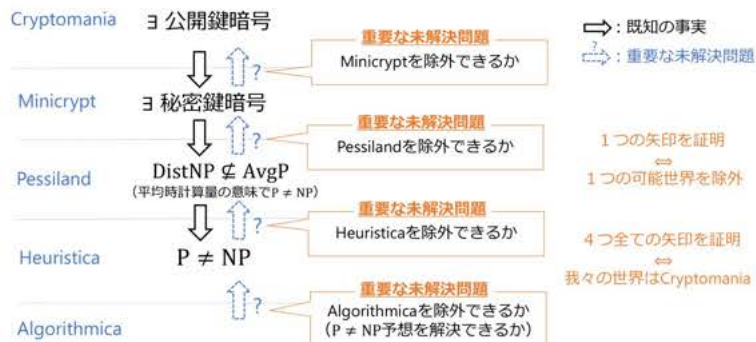 Cryptomania
∃ 公開鍵暗号
⇒ : 既知の事実
? : 重要な未解決問題
?
重要な未解決問題
Minicryptを除外できるか
Minicrypt
∃ 秘密鍵暗号
?
重要な未解決問題
Pessilandを除外できるか
Pessiland
DistNP ⊈ AvgP
(平均時計算量の意味でP ≠ NP)
?
重要な未解決問題
Heuristicaを除外できるか
Heuristica
P ≠ NP
?
重要な未解決問題
Algorithmicaを除外できるか
(P ≠ NP予想を解決できるか)
Algorithmica
1つの矢印を証明
⇔
1つの可能世界を除外
4つ全ての矢印を証明
⇔
我々の世界はCryptomania